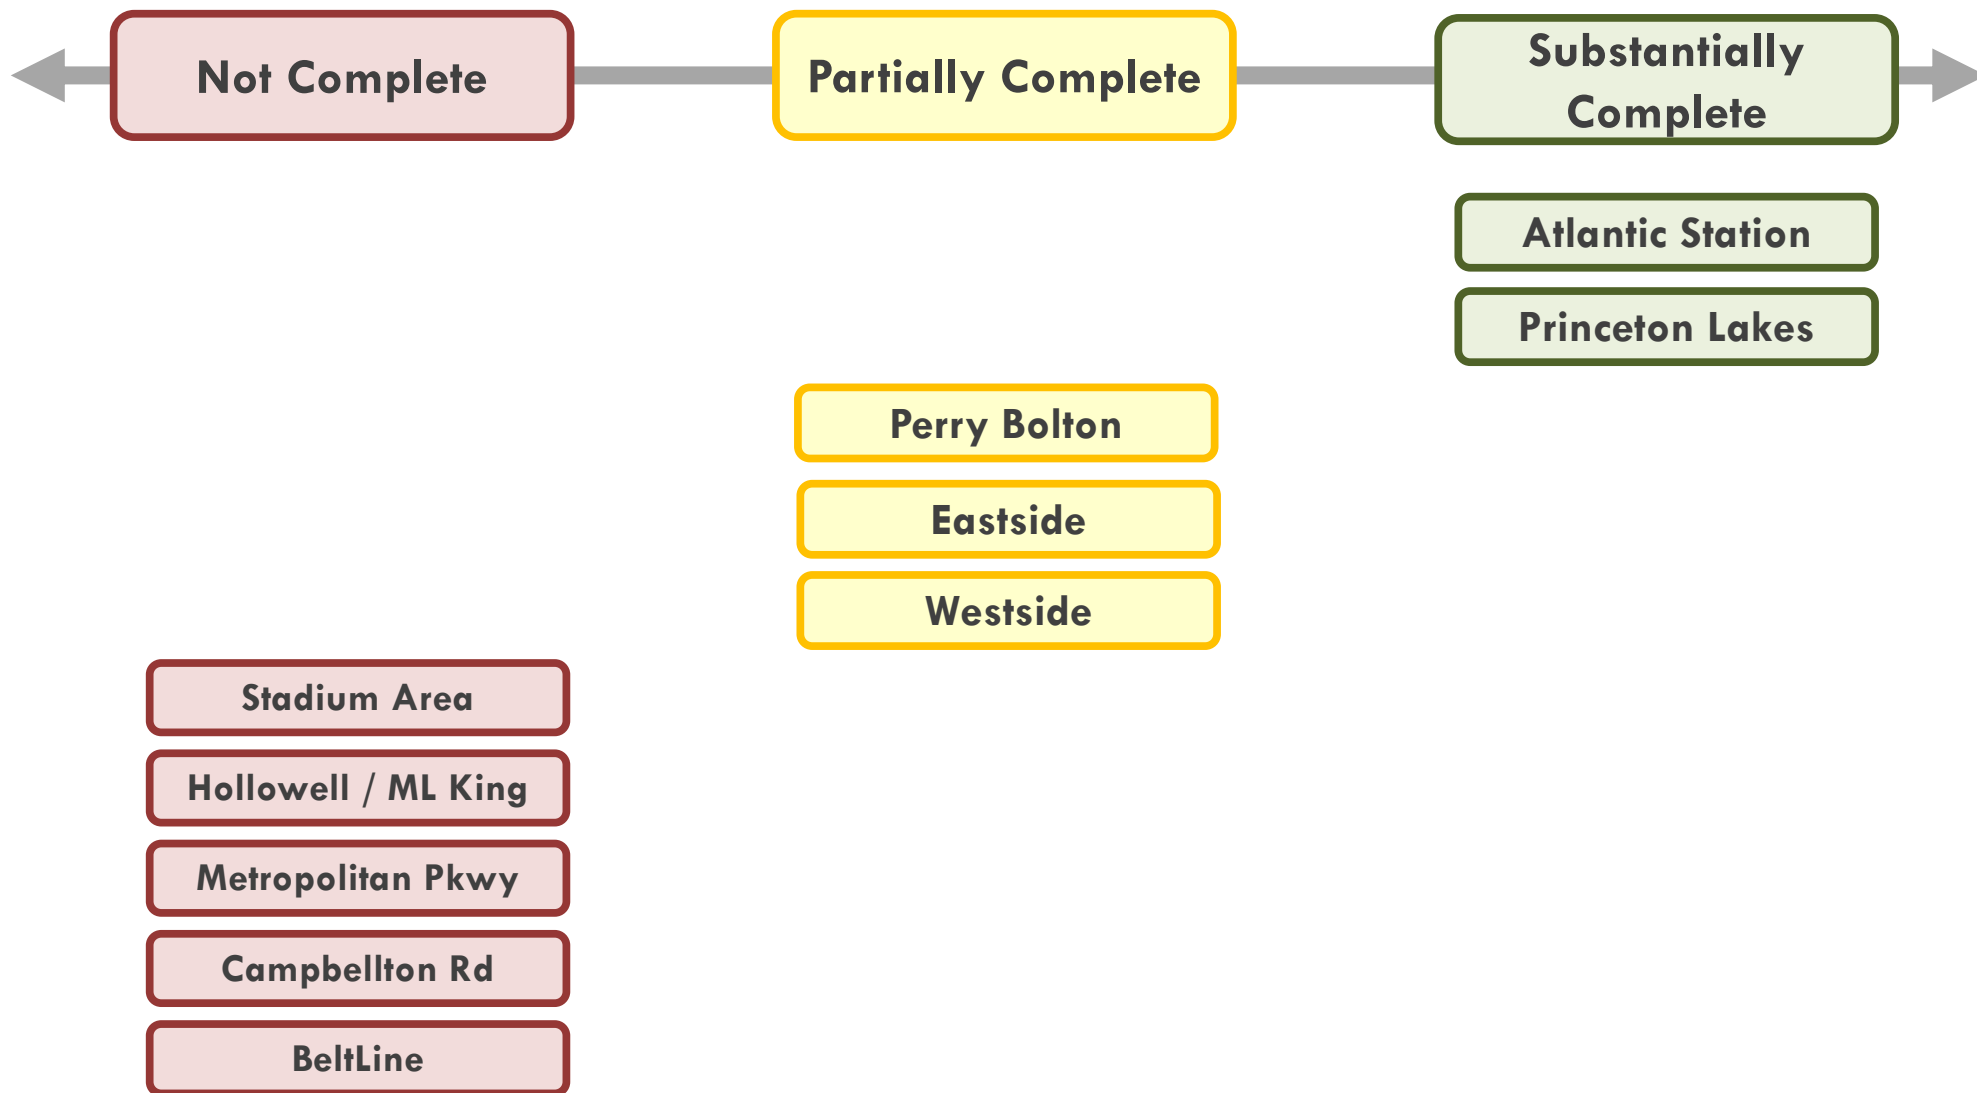 Not Complete
Partially Complete
Substantially
Complete
Atlantic Station
Princeton Lakes
Perry Bolton
Eastside
Westside
Stadium Area
Hollowell / ML King
Metropolitan Pkwy
Campbellton Rd
BeltLine